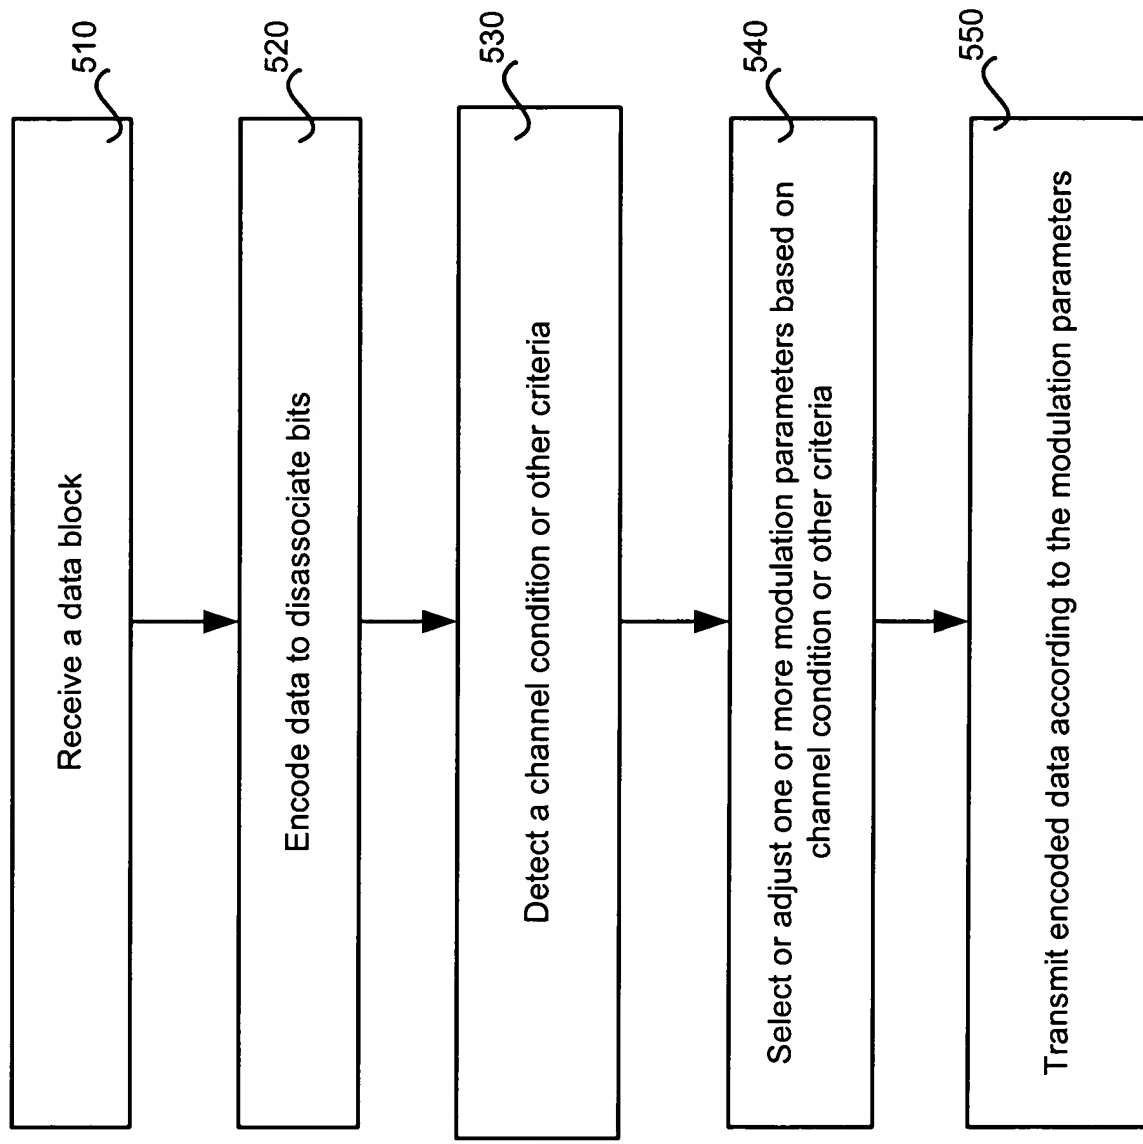 510
Receive a data block
520
Encode data to disassociate bits
530
Detect a channel condition or other criteria
540
Select or adjust one or more modulation parameters based on
channel condition or other criteria
550
Transmit encoded data according to the modulation parameters